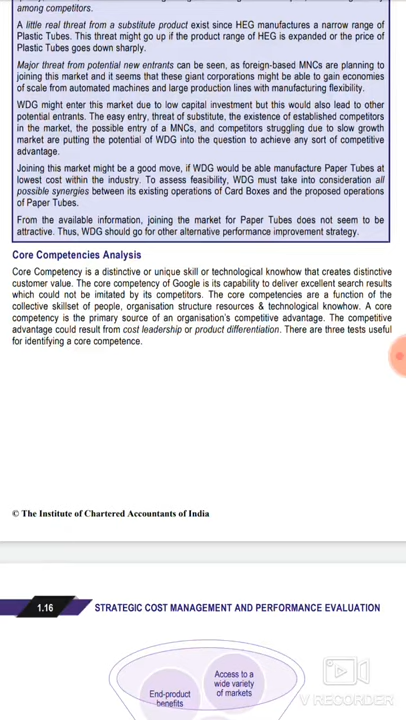 among competitors.
A little real threat from a substitute product exist since HEG manufactures a narrow range of
Plastic Tubes. This threat might go up if the product range of HEG is expanded or the price of
Plastic Tubes goes down sharply.
Major threat from potential new entrants can be seen, as foreign-based MNCs are planning to
joining this market and it seems that these giant corporations might be able to gain economies
of scale from automated machines and large production lines with manufacturing flexibility.
WDG might enter this market due to low capital investment but this would also lead to other
potential entrants. The easy entry, threat of substitute, the existence of established competitors
in the market, the possible entry of a MNCs, and competitors struggling due to slow growth
market are putting the potential of WDG into the question to achieve any sort of competitive
advantage.
Joining this market might be a good move, if WDG would be able manufacture Paper Tubes at
lowest cost within the industry. To assess feasibility, WDG must take into consideration all
possible synergies between its existing operations of Card Boxes and the proposed operations
of Paper Tubes.
From the available information, joining the market for Paper Tubes does not seem to be
attractive. Thus, WDG should go for other alternative performance improvement strategy.
Core Competencies Analysis
Core Competency is a distinctive or unique skill or technological knowhow that creates distinctive
customer value. The core competency of Google is its capability to deliver excellent search results
which could not be imitated by its competitors. The core competencies are a function of the
collective skillset of people, organisation structure resources & technological knowhow. A core
competency is the primary source of an organisation's competitive advantage. The competitive
advantage could result from cost leadership or product differentiation. There are three tests useful
for identifying a core competence.
© The Institute of Chartered Accountants of India
1.16
STRATEGIC COST MANAGEMENT AND PERFORMANCE EVALUATION
Access to a
wide variety
of markets
End-product
benefits
V RECORDER